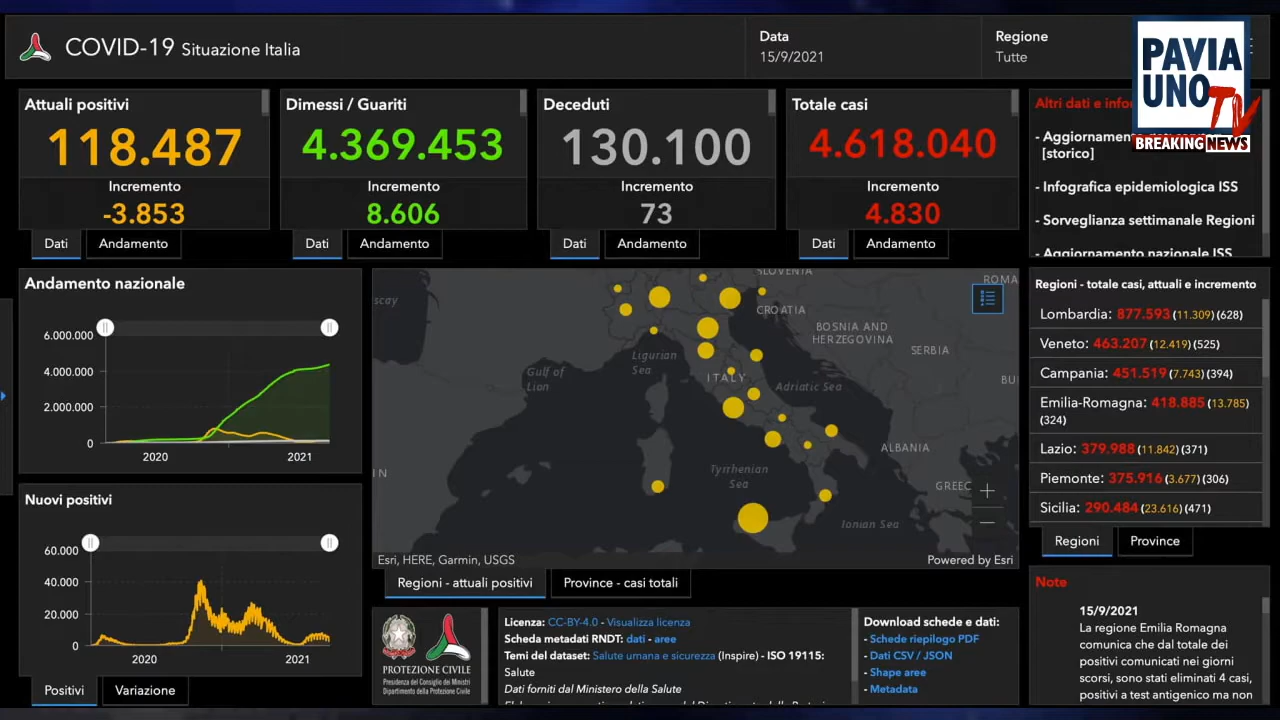 COVID-19 Situazione Italia
Data
15/9/2021
Regione
Tutte
PAVIA
UNO
TV
BREAKING NEWS
Attuali positivi
118.487
Incremento
-3.853
Dati
Andamento
Dimessi / Guariti
4.369.453
Incremento
8.606
Dati
Andamento
Deceduti
130.100
Incremento
73
Dati
Andamento
Totale casi
4.618.040
Incremento
4.830
Dati
Andamento
Altri dati e
- Aggiornamento
[storico]
- Infografica epidemiologica ISS
- Sorveglianza settimanale Regioni
- Aggiornamento nazionale ISS
Andamento nazionale
6.000.000
4.000.000
2.000.000
0
2020
2021
Nuovi positivi
60.000
40.000
20.000
0
2020
2021
Positivi
Variazione
scay
SLOVENIA
ROMA
CROATIA
BOSNIA AND
HERZEGOVINA
SERBIA
Ligurian
Sea
Gulf of
Lion
ITALY
Adriatic Sea
BU
ALBANIA
IN
Tyrrhenian
Sea
GREEC
Ionian Sea
Esri, HERE, Garmin, USGS
Powered by Esri
Regioni - attuali positivi
Province - casi totali
Regioni - totale casi, attuali e incremento
Lombardia: 877.593 (11.309) (628)
Veneto: 463.207 (12.419) (525)
Campania: 451.519 (7.743) (394)
Emilia-Romagna: 418.885 (13.785)
(324)
Lazio: 379.988 (11.842) (371)
Piemonte: 375.916 (3.677) (306)
Sicilia: 290.484 (23.616) (471)
Regioni
Province
PROTEZIONE CIVILE
Presidenza del Consiglio dei Ministri
Dipartimento della Protezione Civile
Licenza: CC-BY-4.0 - Visualizza licenza
Scheda metadati RNDT: dati - aree
Temi del dataset: Salute umana e sicurezza (Inspire) - ISO 19115:
Salute
Dati forniti dal Ministero della Salute
Download schede e dati:
- Schede riepilogo PDF
- Dati CSV / JSON
- Shape aree
- Metadata
Note
15/9/2021
La regione Emilia Romagna
comunica che dal totale dei
positivi comunicati nei giorni
scorsi, sono stati eliminati 4 casi,
positivi a test antigenico ma non